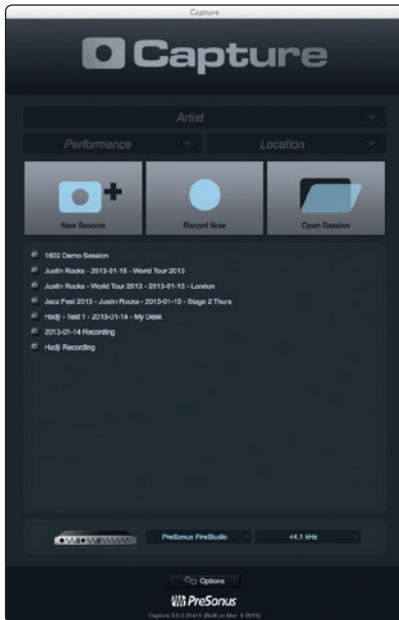 Capture
Capture
Artist
Performance Location
New Session Record Now Open Session
1602 Demo Session
Justin Rocks - 2013-01-15 - World Tour 2013
Justin Rocks - World Tour 2013 - 2013-01-15 - London
Jazz Fest 2013 - Justin Rocks - 2013-01-15 - Stage 2 Thurs
Hadji - Test 1 - 2013-01-14 - My Desk
2013-01-14 Recording
Hadji Recording
PreSonus FireStudio 44.1 kHz
Options
PreSonus
Capture